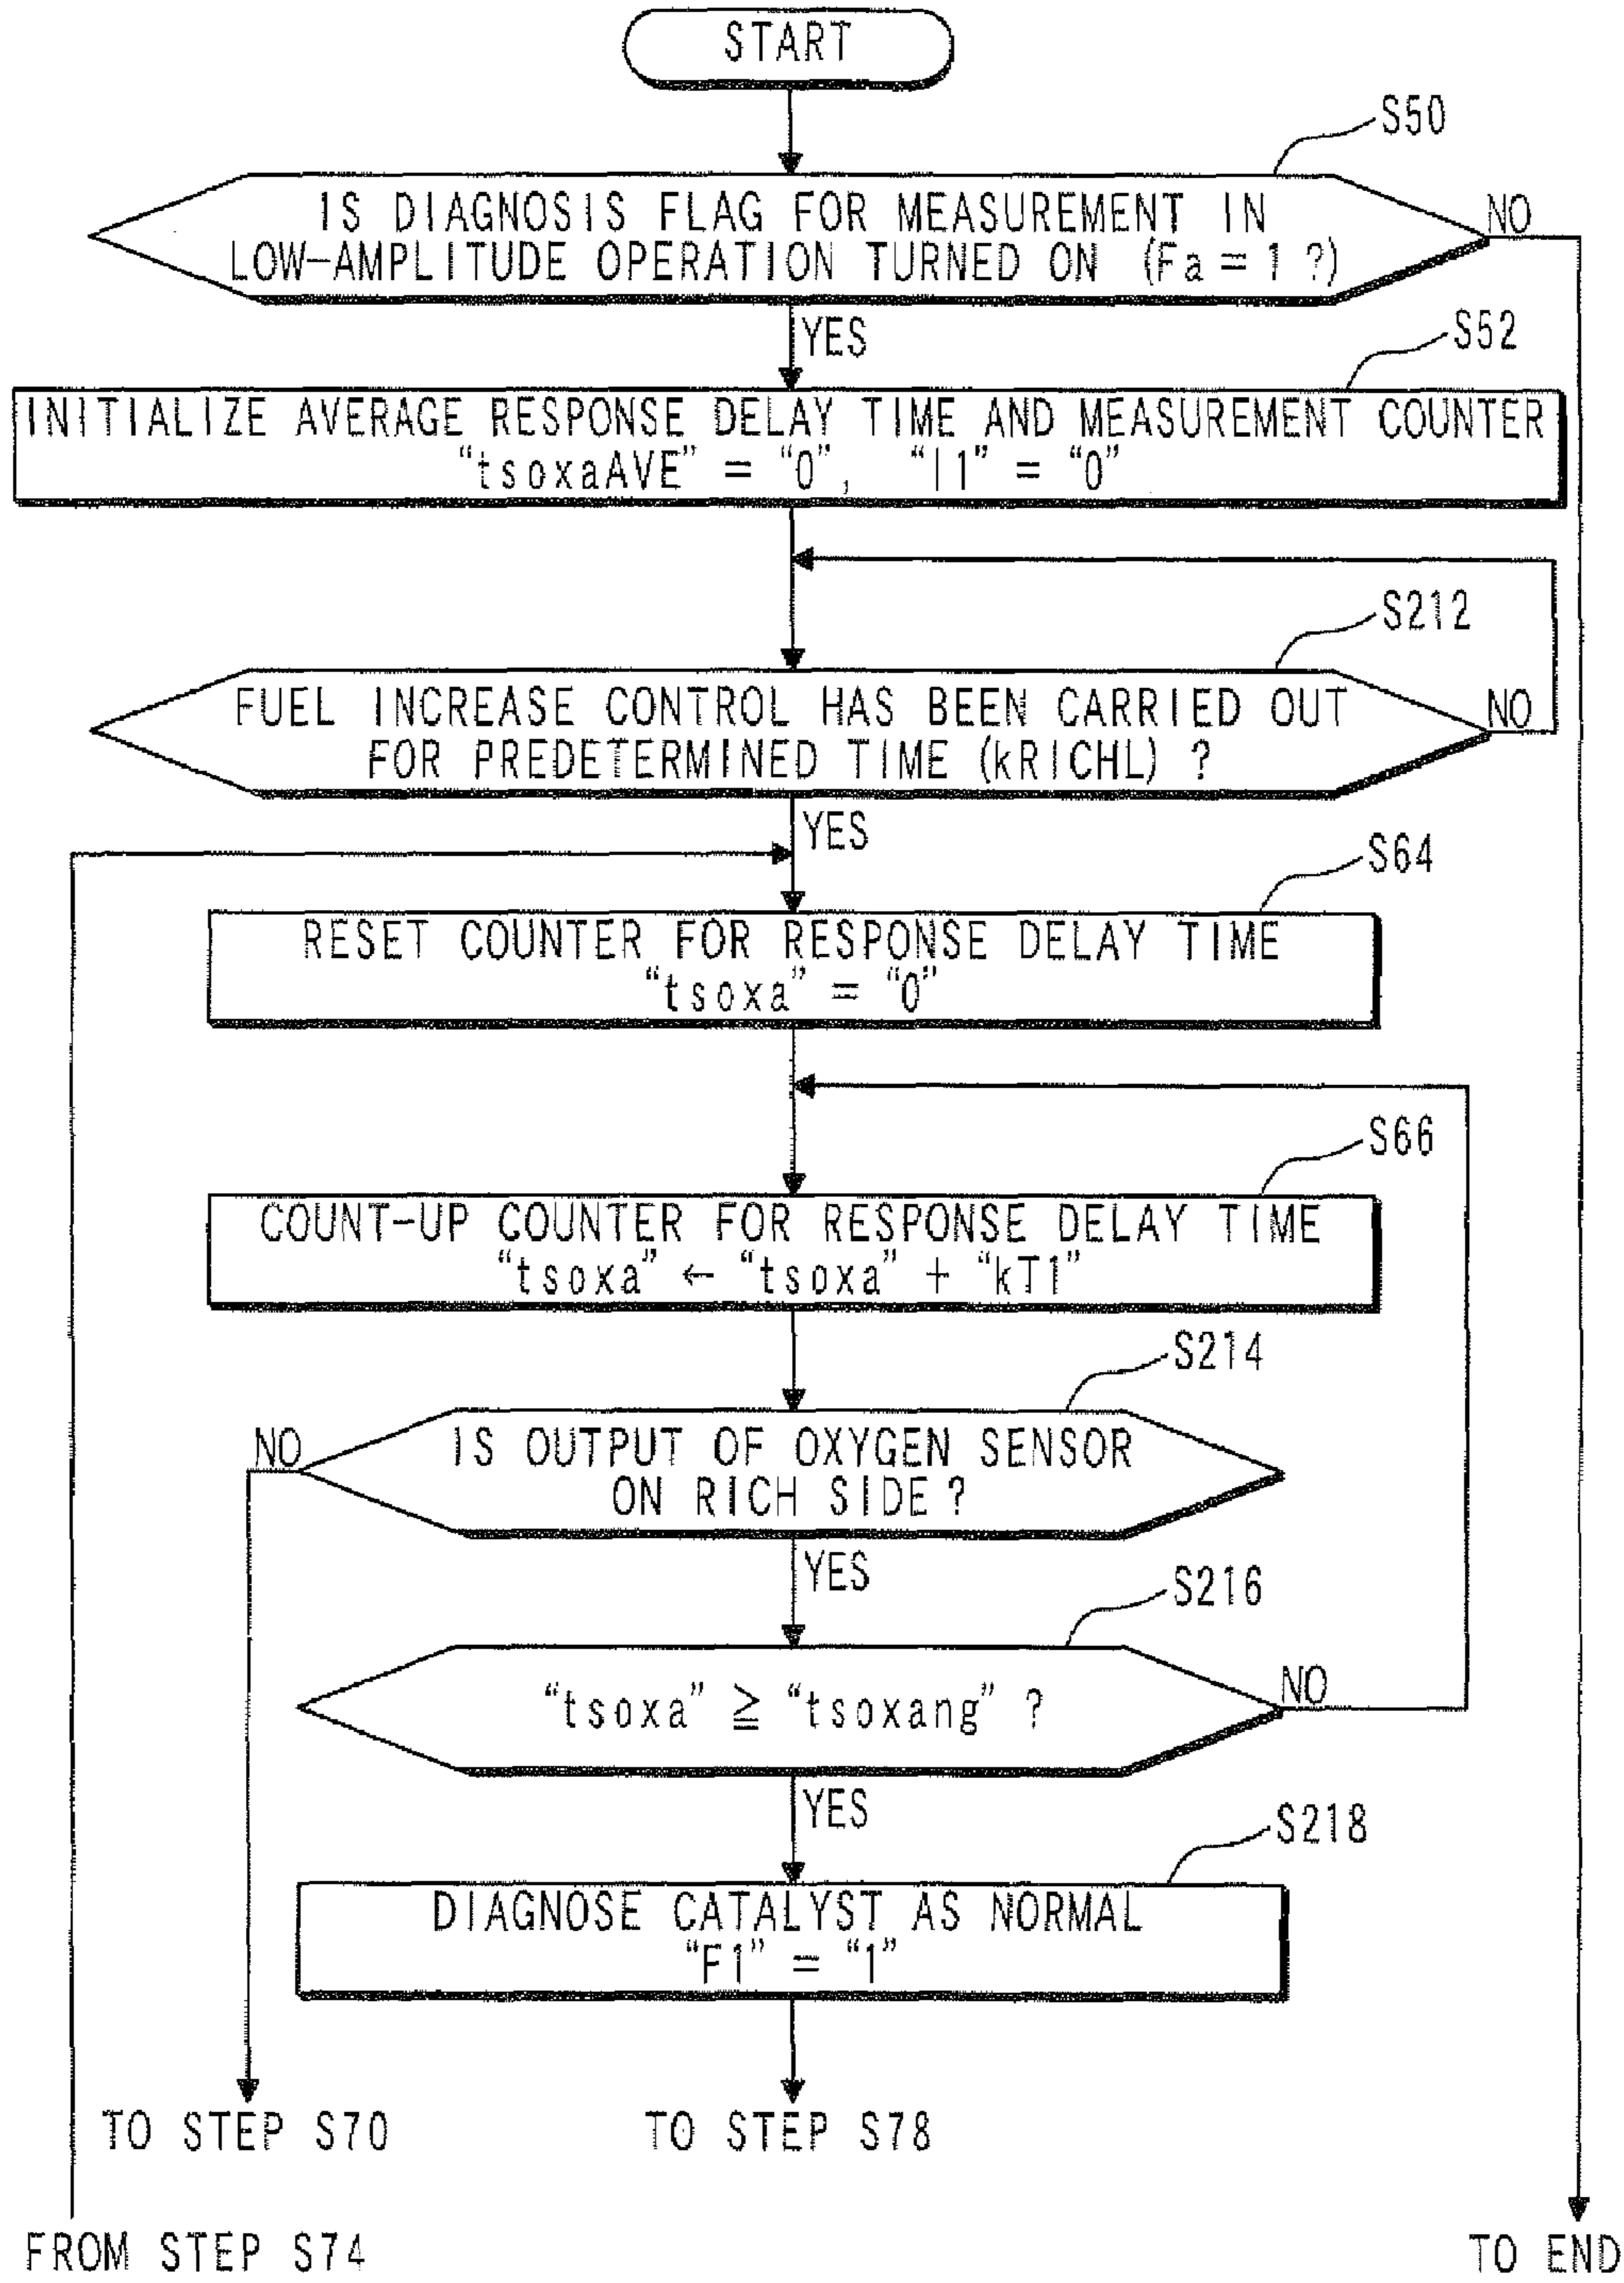 START
S50
IS DIAGNOSIS FLAG FOR MEASUREMENT IN
LOW-AMPLITUDE OPERATION TURNED ON (Fa = 1 ?)
NO
YES
S52
INITIALIZE AVERAGE RESPONSE DELAY TIME AND MEASUREMENT COUNTER
“tsoxaAVE” = “0”, “I1” = “0”
S212
FUEL INCREASE CONTROL HAS BEEN CARRIED OUT
FOR PREDETERMINED TIME (kRICHL) ?
NO
YES
S64
RESET COUNTER FOR RESPONSE DELAY TIME
“tsoxa” = “0”
S66
COUNT-UP COUNTER FOR RESPONSE DELAY TIME
“tsoxa” ← “tsoxa” + “kT1”
S214
NO
IS OUTPUT OF OXYGEN SENSOR
ON RICH SIDE ?
YES
S216
“tsoxa” ≧ “tsoxang” ?
NO
YES
S218
DIAGNOSE CATALYST AS NORMAL
“F1” = “1”
TO STEP S70
TO STEP S78
FROM STEP S74
TO END